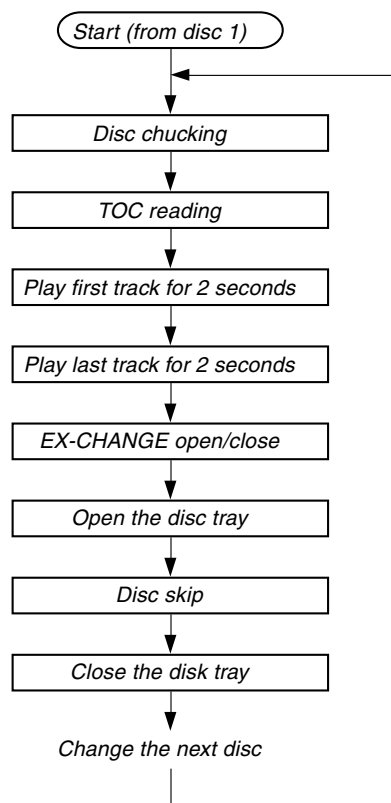 Start (from disc 1)
Disc chucking
TOC reading
Play first track for 2 seconds
Play last track for 2 seconds
EX-CHANGE open/close
Open the disc tray
Disc skip
Close the disk tray
Change the next disc